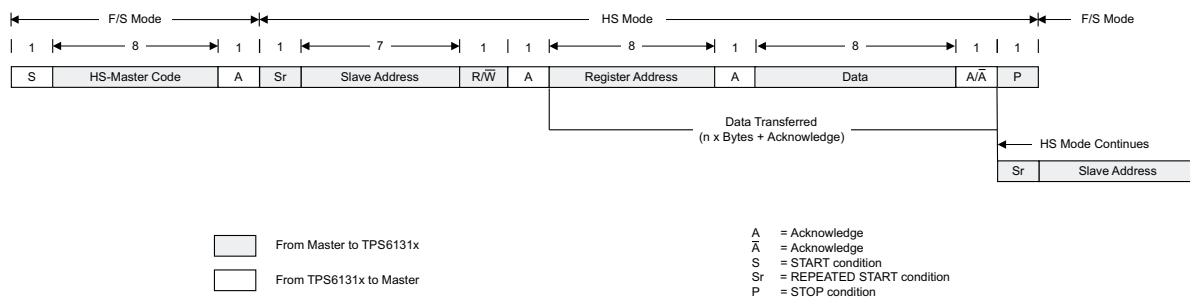 F/S Mode HS Mode F/S Mode
1 8 1 1 7 1 1 8 1 8 1 1
S HS-Master Code A Sr Slave Address R/W̅ A Register Address A Data A/A̅ P
Data Transferred
(n x Bytes + Acknowledge)
HS Mode Continues
Sr Slave Address
From Master to TPS6131x
From TPS6131x to Master
A = Acknowledge
A̅ = Acknowledge
S = START condition
Sr = REPEATED START condition
P = STOP condition